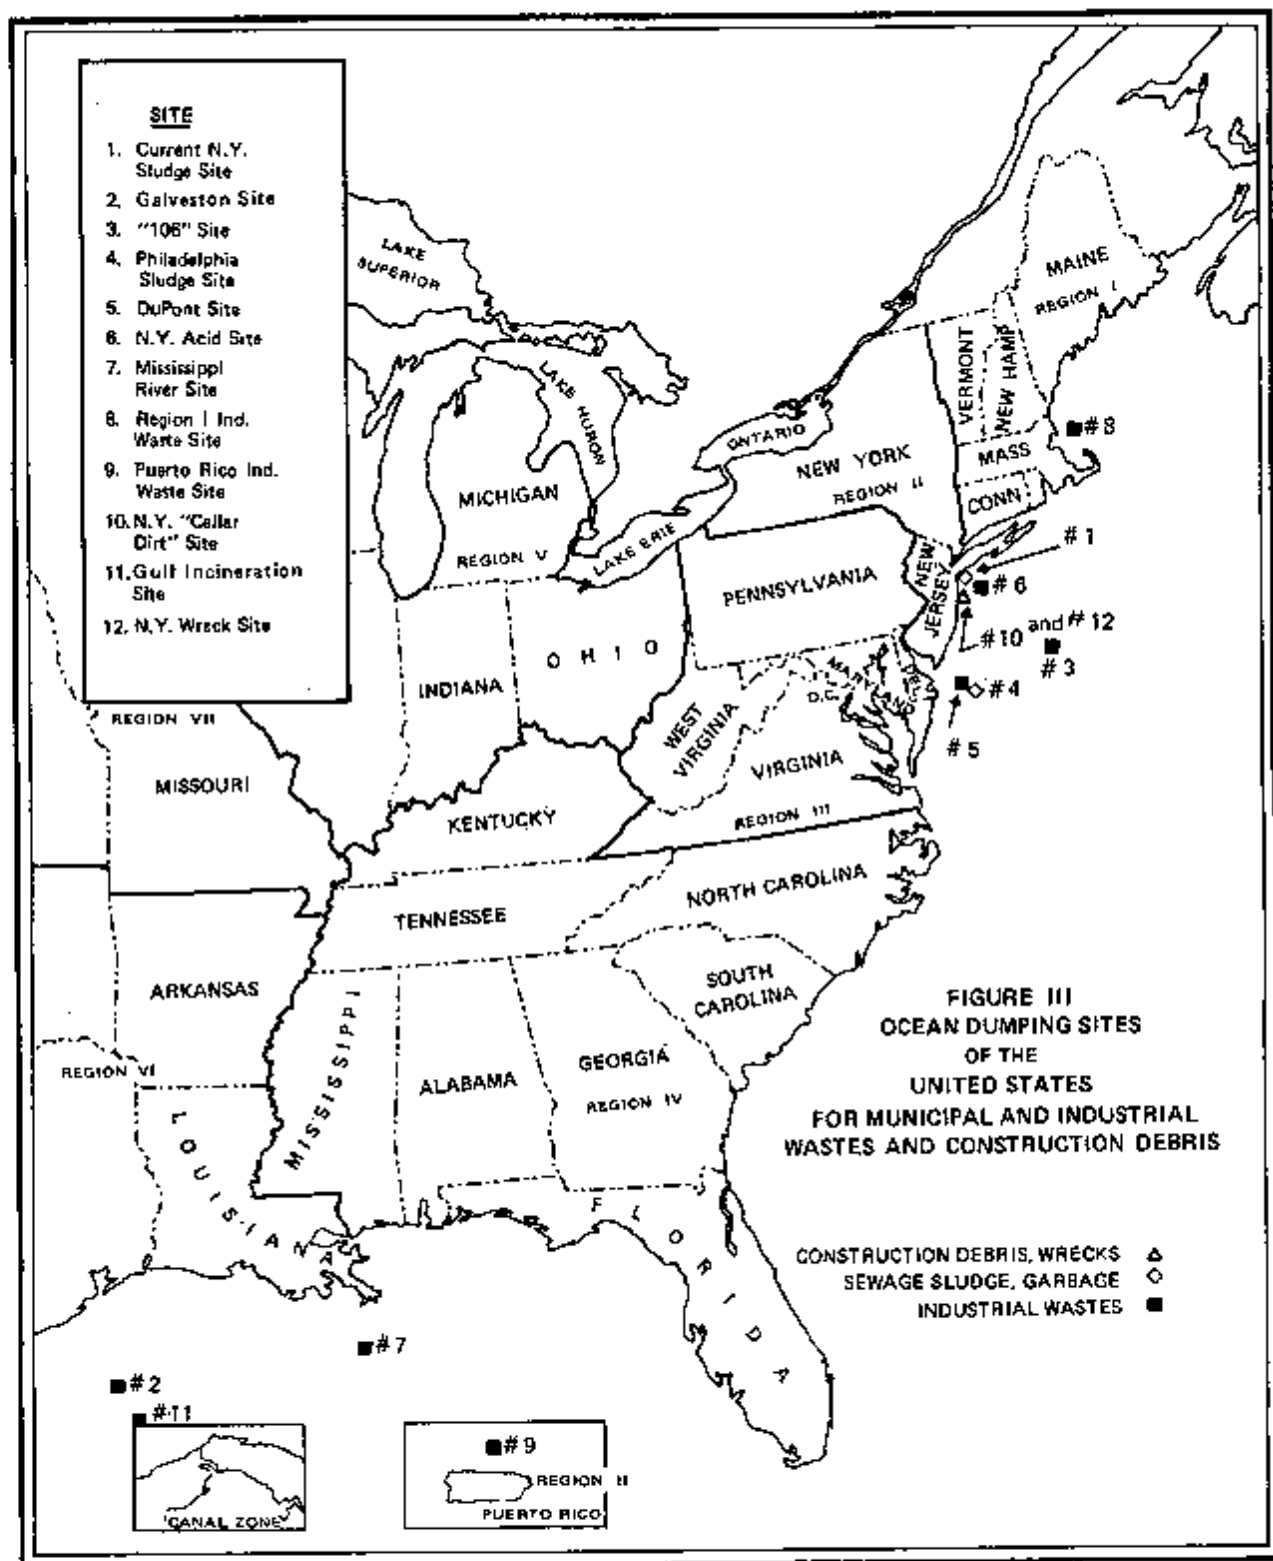 SITE
1. Current N.Y.
Sludge Site
2. Galveston Site
3. "106" Site
4. Philadelphia
Sludge Site
5. DuPont Site
6. N.Y. Acid Site
7. Mississippi
River Site
8. Region I Ind.
Waste Site
9. Puerto Rico Ind.
Waste Site
10. N.Y. "Cellar
Dirt" Site
11. Gulf Incineration
Site
12. N.Y. Wreck Site
LAKE
SUPERIOR
LAKE HURON
ONTARIO
LAKE ERIE
MAINE
REGION I
VERMONT
NEW HAMP
MASS
CONN
#8
NEW YORK
REGION II
MICHIGAN
REGION V
#1
NEW
JERSEY
#6
PENNSYLVANIA
#10 and #12
#3
OHIO
INDIANA
MARYLAND
D.C.
#4
#5
WEST
VIRGINIA
VIRGINIA
REGION III
REGION VII
MISSOURI
KENTUCKY
NORTH CAROLINA
TENNESSEE
SOUTH
CAROLINA
ARKANSAS
REGION VI
MISSISSIPPI
ALABAMA
GEORGIA
REGION IV
LOUISIANA
FLORIDA
FIGURE III
OCEAN DUMPING SITES
OF THE
UNITED STATES
FOR MUNICIPAL AND INDUSTRIAL
WASTES AND CONSTRUCTION DEBRIS
CONSTRUCTION DEBRIS, WRECKS
SEWAGE SLUDGE, GARBAGE
INDUSTRIAL WASTES
#7
#2
#11
CANAL ZONE
#9
REGION II
PUERTO RICO